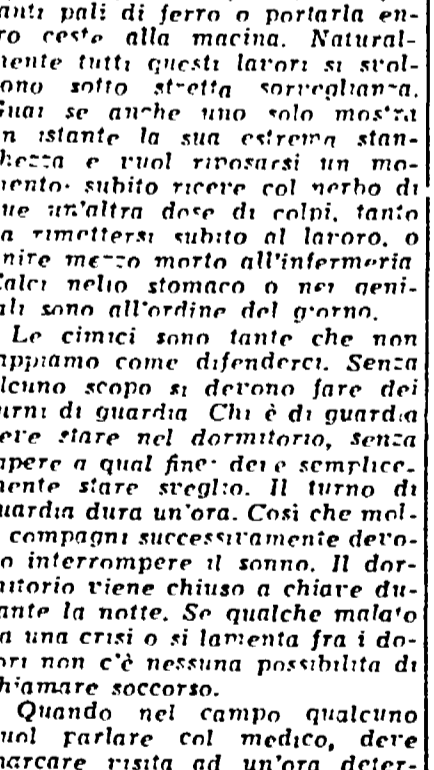 anti pali di ferro o portarla en-
ro ceste alla macina. Natural-
mente tutti questi lavori si svol-
ono sotto stretta sorveglianza.
Guai se anche uno solo mostra
n istante la sua estrema stan-
hezza e vuol riposarsi un mo-
mento: subito riceve col nerbo di
ue un'altra dose di colpi, tanto
a rimettersi subito al lavoro, o
nire mezzo morto all'infermeria
Calci nello stomaco o nei geni-
ali sono all'ordine del giorno.
Le cimici sono tante che non
appiamo come difenderci. Senza
lcuno scopo si devono fare dei
urni di guardia Chi è di guardia
eve stare nel dormitorio, senza
apere a qual fine: deve semplice-
mente stare sveglio. Il turno di
uardia dura un'ora. Così che mol-
compagni successivamente devo-
o interrompere il sonno. Il dor-
mitorio viene chiuso a chiave du-
ante la notte. Se qualche malato
a una crisi o si lamenta fra i do-
ori non c'è nessuna possibilita di
hiamare soccorso.
Quando nel campo qualcuno
uol parlare col medico, deve
marcare visita ad un'ora deter-